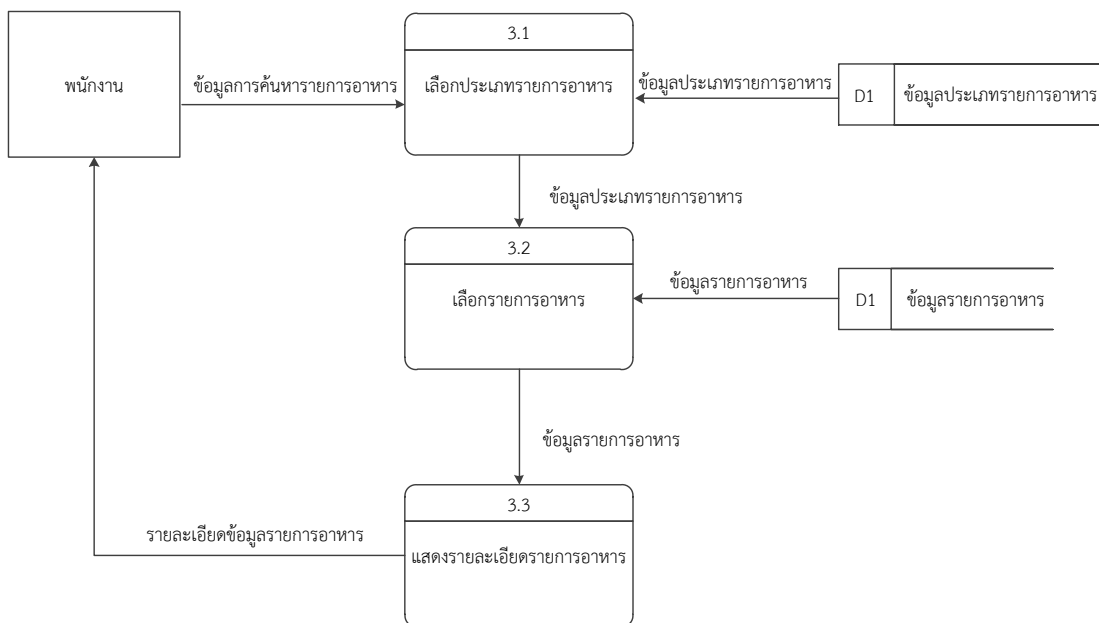 3.1
พนักงาน
ข้อมูลการค้นหารายการอาหาร
เลือกประเภทรายการอาหาร
ข้อมูลประเภทรายการอาหาร
D1
ข้อมูลประเภทรายการอาหาร
ข้อมูลประเภทรายการอาหาร
3.2
เลือกรายการอาหาร
ข้อมูลรายการอาหาร
D1
ข้อมูลรายการอาหาร
ข้อมูลรายการอาหาร
3.3
รายละเอียดข้อมูลรายการอาหาร
แสดงรายละเอียดรายการอาหาร